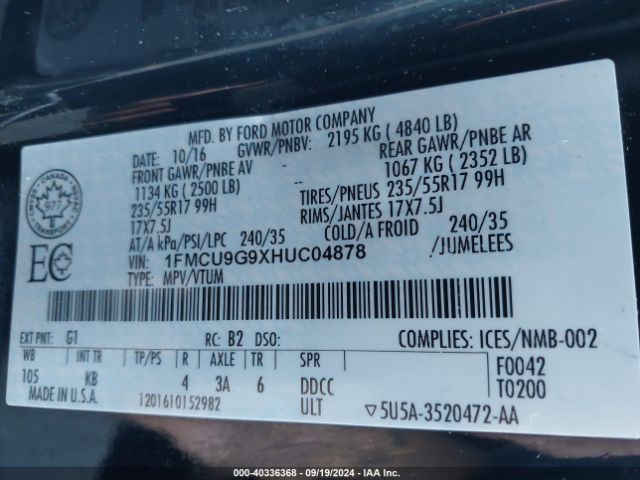 MFD. BY FORD MOTOR COMPANY
DATE: 10/16 GVWR/PNBV: 2195 KG ( 4840 LB)
FRONT GAWR/PNBE AV -- REAR GAWR/PNBE AR
1134 KG ( 2500 LB) 1067 KG ( 2352 LB)
235/55R17 99H TIRES/PNEUS 235/55R17 99H
17X7.5J RIMS/JANTES 17X7.5J
AT/A kPa/PSI/LPC 240/35 COLD/A FROID 240/35
VIN: 1FMCU9G9XHUC04878 /JUMELEES
TYPE: MPV/VTUM
CANADA
977
EC
EXT PNT: G1 RC: B2 DSO: COMPLIES: ICES/NMB-002
WB INT TR TP/PS R AXLE TR SPR F0042
105 KB 4 3A 6 DDCC T0200
MADE IN U.S.A. 1201610152982 ULT ▽5U5A-3520472-AA
COPART: 40336368 - 09/19/2024 - IAA Inc.